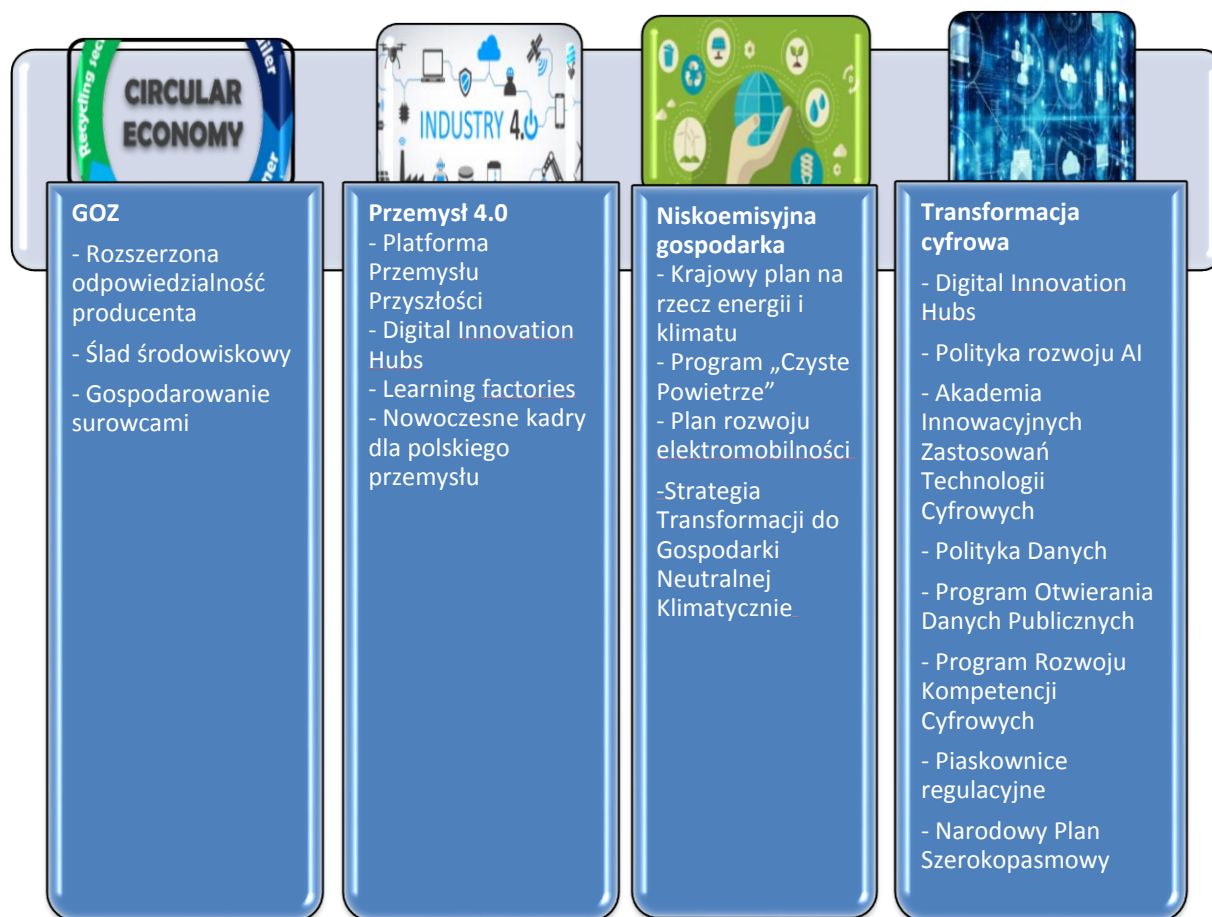 Recycling sec
CIRCULAR
ECONOMY
INDUSTRY 4.0
GOZ
- Rozszerzona
odpowiedzialność
producenta
- Ślad środowiskowy
- Gospodarowanie
surowcami
Przemysł 4.0
- Platforma
Przemysłu
Przyszłości
- Digital Innovation
Hubs
- Learning factories
- Nowoczesne kadry
dla polskiego
przemysłu
Niskoemisyjna
gospodarka
- Krajowy plan na
rzecz energii i
klimatu
- Program „Czyste
Powietrze”
- Plan rozwoju
elektromobilności
-Strategia
Transformacji do
Gospodarki
Neutralnej
Klimatycznie
Transformacja
cyfrowa
- Digital Innovation
Hubs
- Polityka rozwoju AI
- Akademia
Innowacyjnych
Zastosowań
Technologii
Cyfrowych
- Polityka Danych
- Program Otwierania
Danych Publicznych
- Program Rozwoju
Kompetencji
Cyfrowych
- Piaskownice
regulacyjne
- Narodowy Plan
Szerokopasmowy